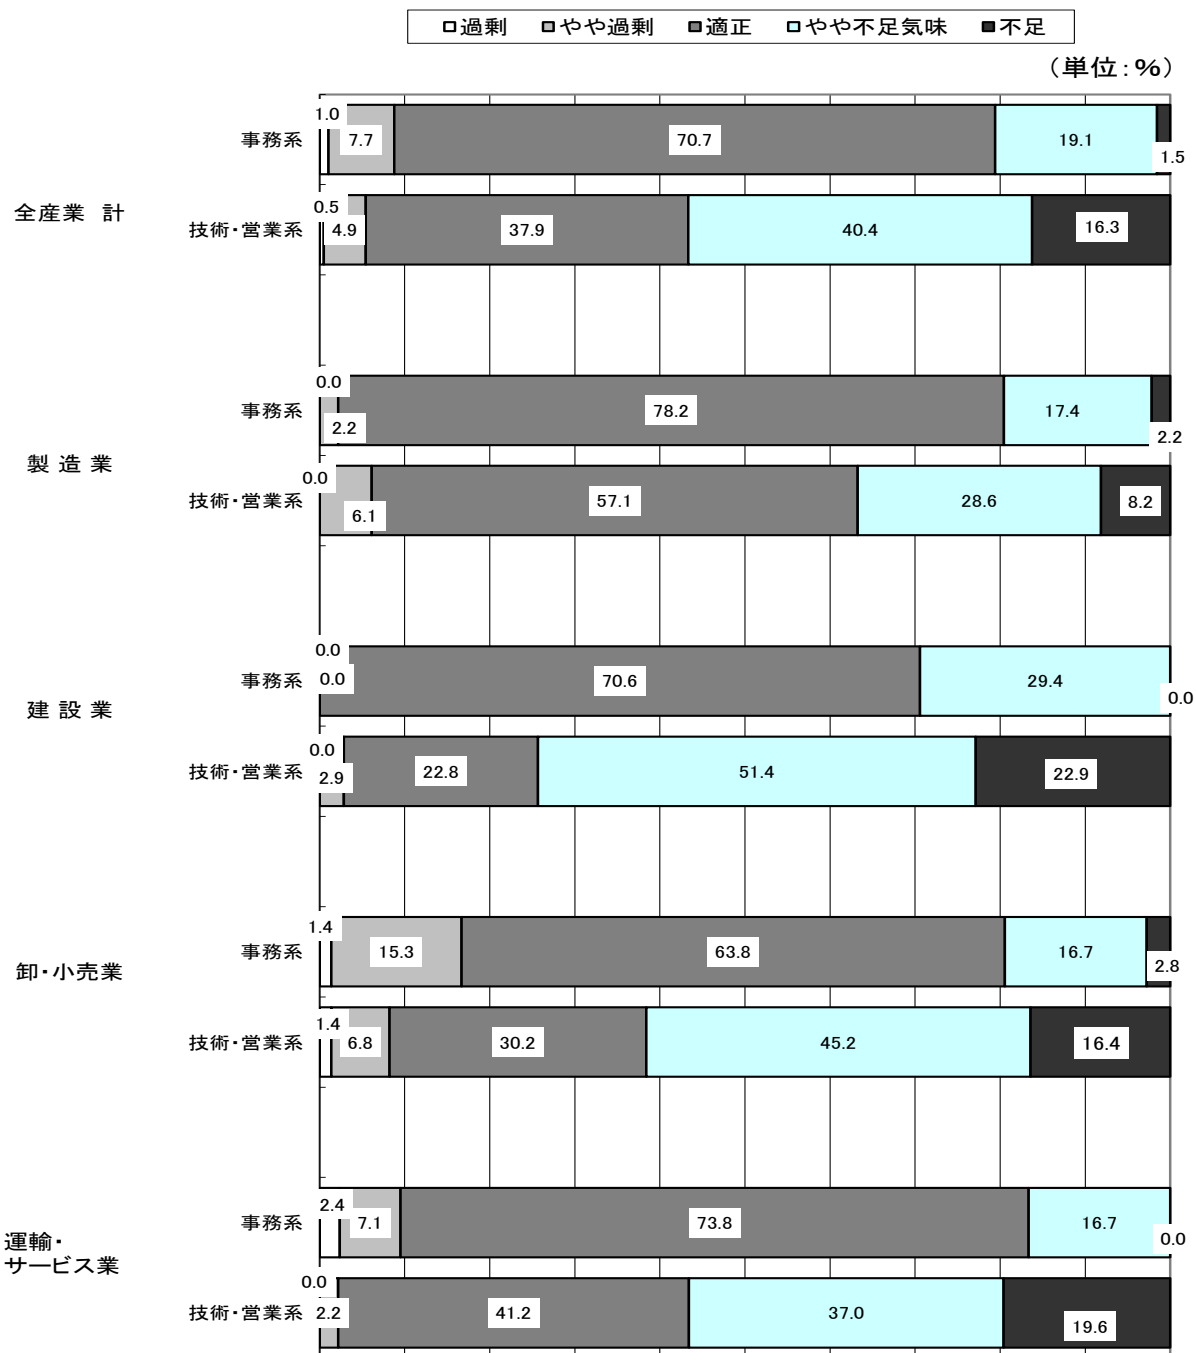 過剰 やや過剰 適正 やや不足気味 不足
(単位:%)
全産業 計
事務系
1.0 7.7 70.7 19.1 1.5
技術・営業系
0.5 4.9 37.9 40.4 16.3
製造業
事務系
0.0 2.2 78.2 17.4 2.2
技術・営業系
0.0 6.1 57.1 28.6 8.2
建設業
事務系
0.0 0.0 70.6 29.4 0.0
技術・営業系
0.0 2.9 22.8 51.4 22.9
卸・小売業
事務系
1.4 15.3 63.8 16.7 2.8
技術・営業系
1.4 6.8 30.2 45.2 16.4
運輸・
サービス業
事務系
2.4 7.1 73.8 16.7 0.0
技術・営業系
0.0 2.2 41.2 37.0 19.6